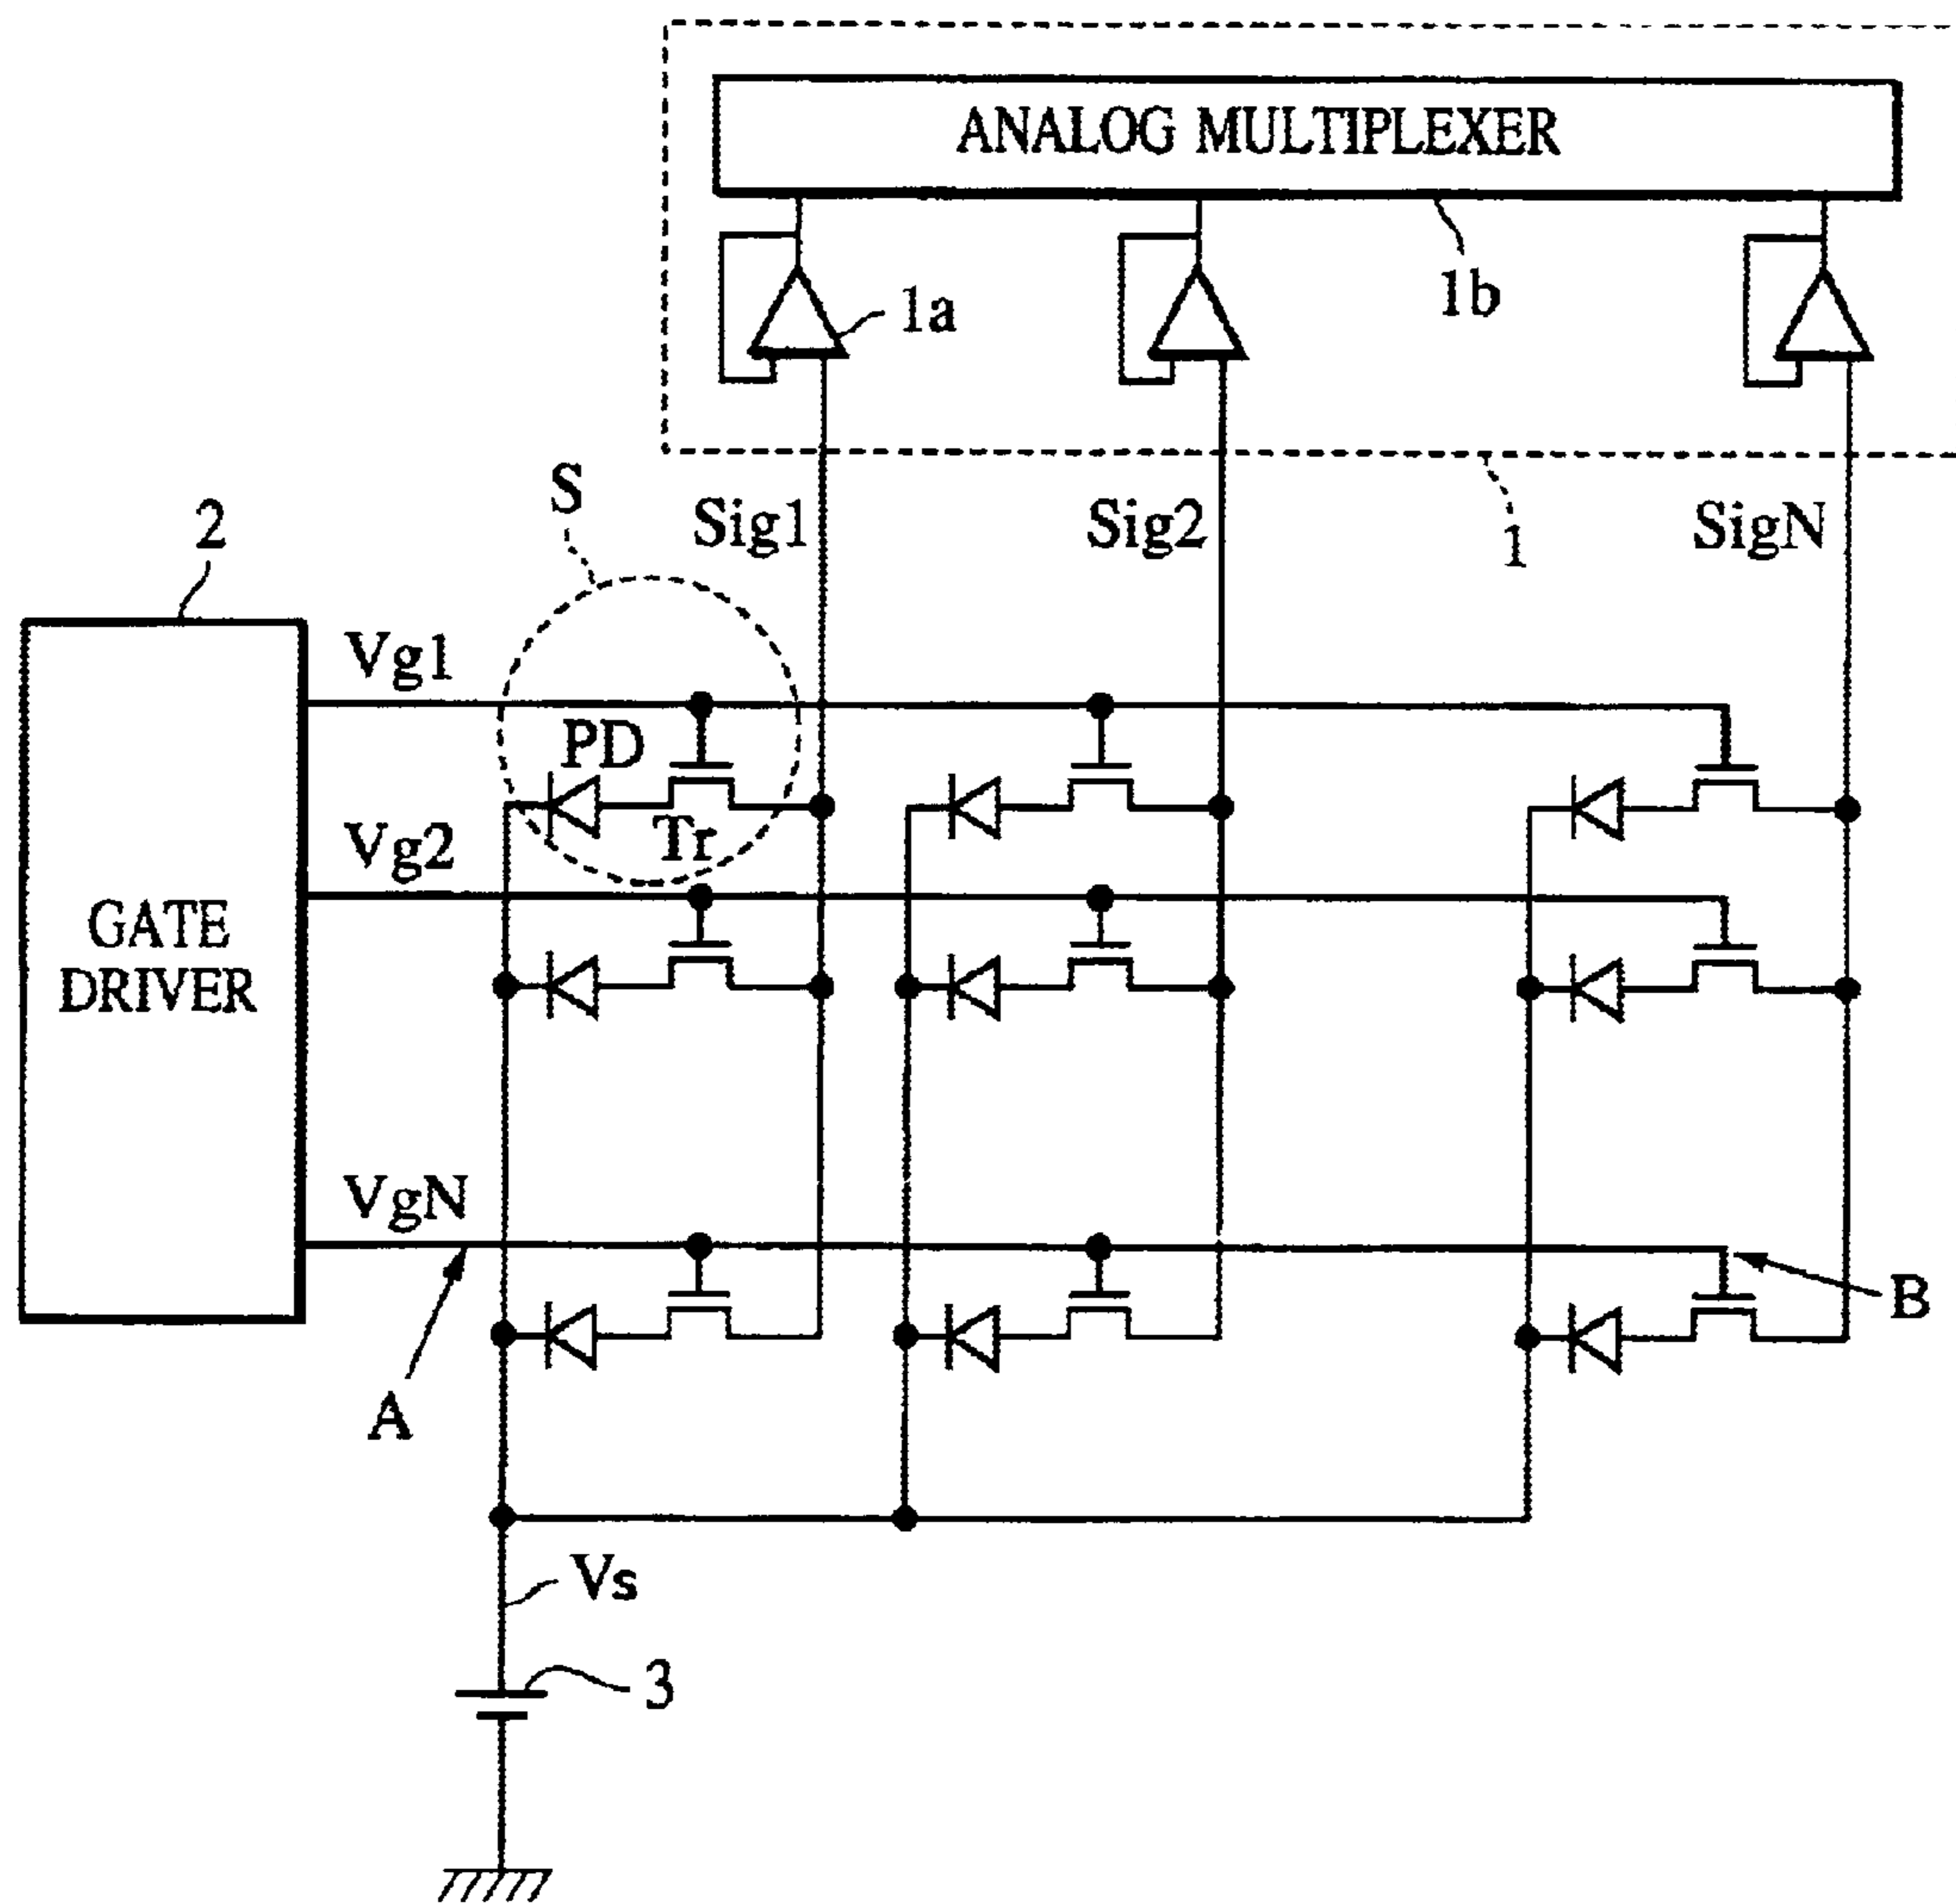 ANALOG MULTIPLEXER
1a
1b
S
Sig1
Sig2
SigN
1
2
Vg1
PD
Tr
Vg2
GATE
DRIVER
VgN
A
B
Vs
3